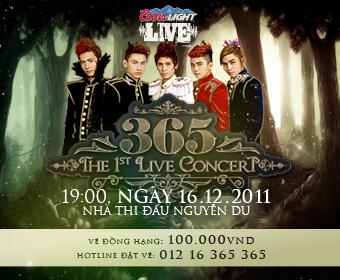 Coors LIGHT
LIVE
365
THE 1ST LIVE CONCERT
19:00, NGÀY 16.12.2011
NHÀ THI ĐẤU NGUYỄN DU
VÉ ĐỒNG HẠNG: 100.000VND
HOTLINE ĐẶT VÉ: 012 16 365 365